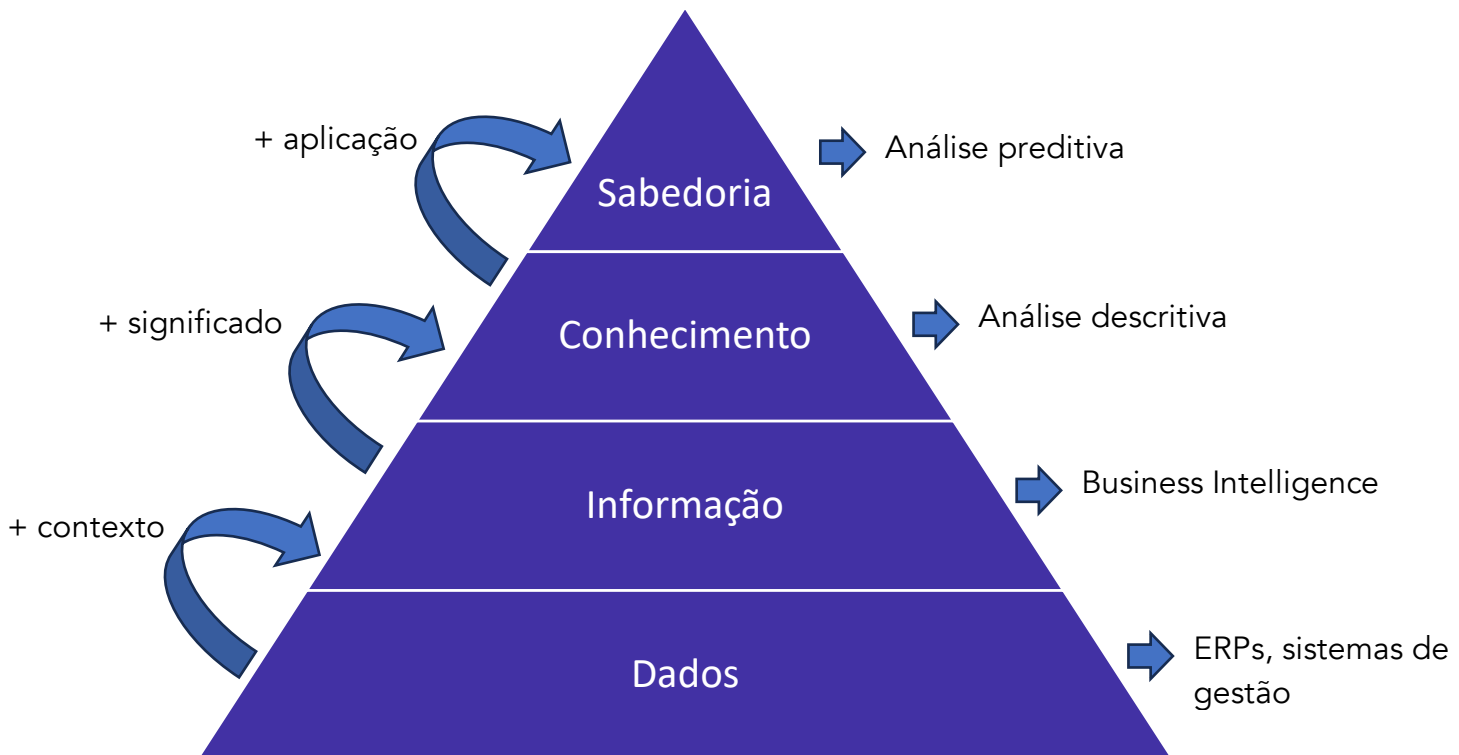 + aplicação
Análise preditiva
Sabedoria
+ significado
Análise descritiva
Conhecimento
Business Intelligence
Informação
+ contexto
ERPs, sistemas de
gestão
Dados